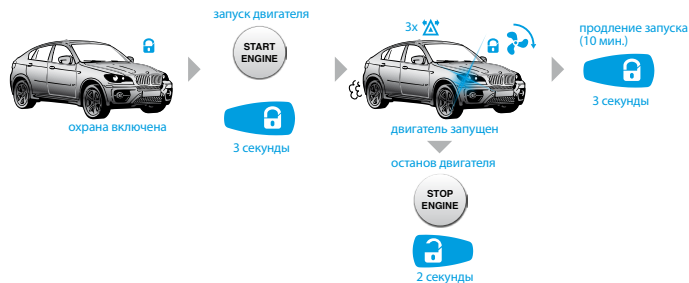 запуск двигателя
START
ENGINE
3 секунды
охрана включена
3x
двигатель запущен
останов двигателя
STOP
ENGINE
2 секунды
продление запуска
(10 мин.)
3 секунды